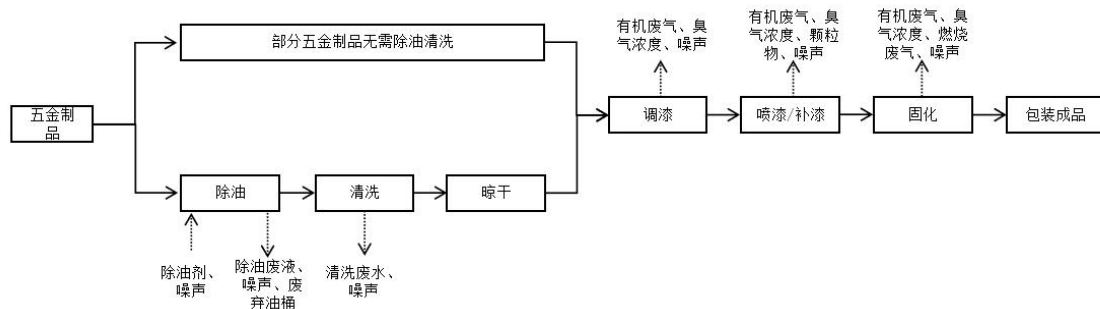 部分五金制品无需除油清洗
有机废气、臭
气浓度、噪声
有机废气、臭
气浓度、颗粒
物、噪声
有机废气、臭
气浓度、燃烧
废气、噪声
五金制
品
调漆
喷漆/补漆
固化
包装成品
除油
清洗
晾干
除油剂、
噪声
除油废液、
噪声、废
弃油桶
清洗废水、
噪声